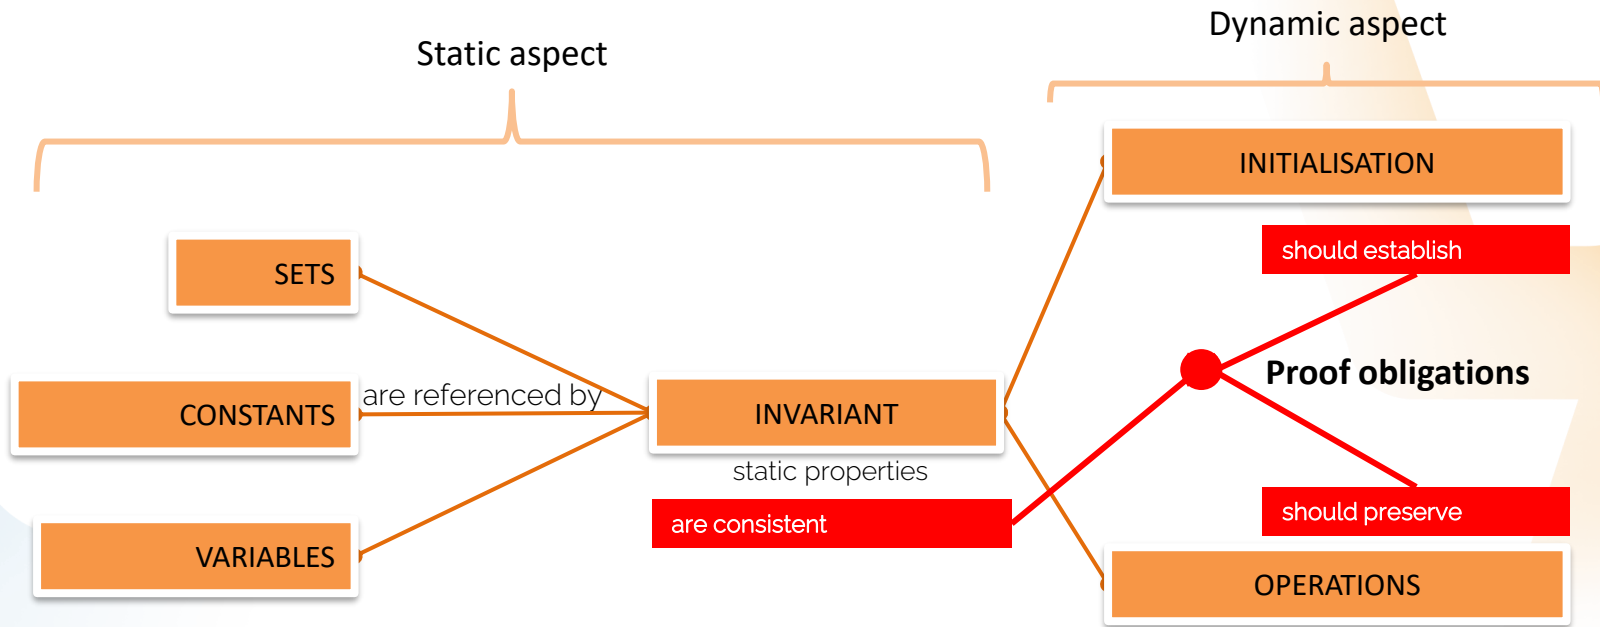 Static aspect
Dynamic aspect
INITIALISATION
should establish
SETS
Proof obligations
are referenced by
CONSTANTS
INVARIANT
static properties
are consistent
should preserve
VARIABLES
OPERATIONS